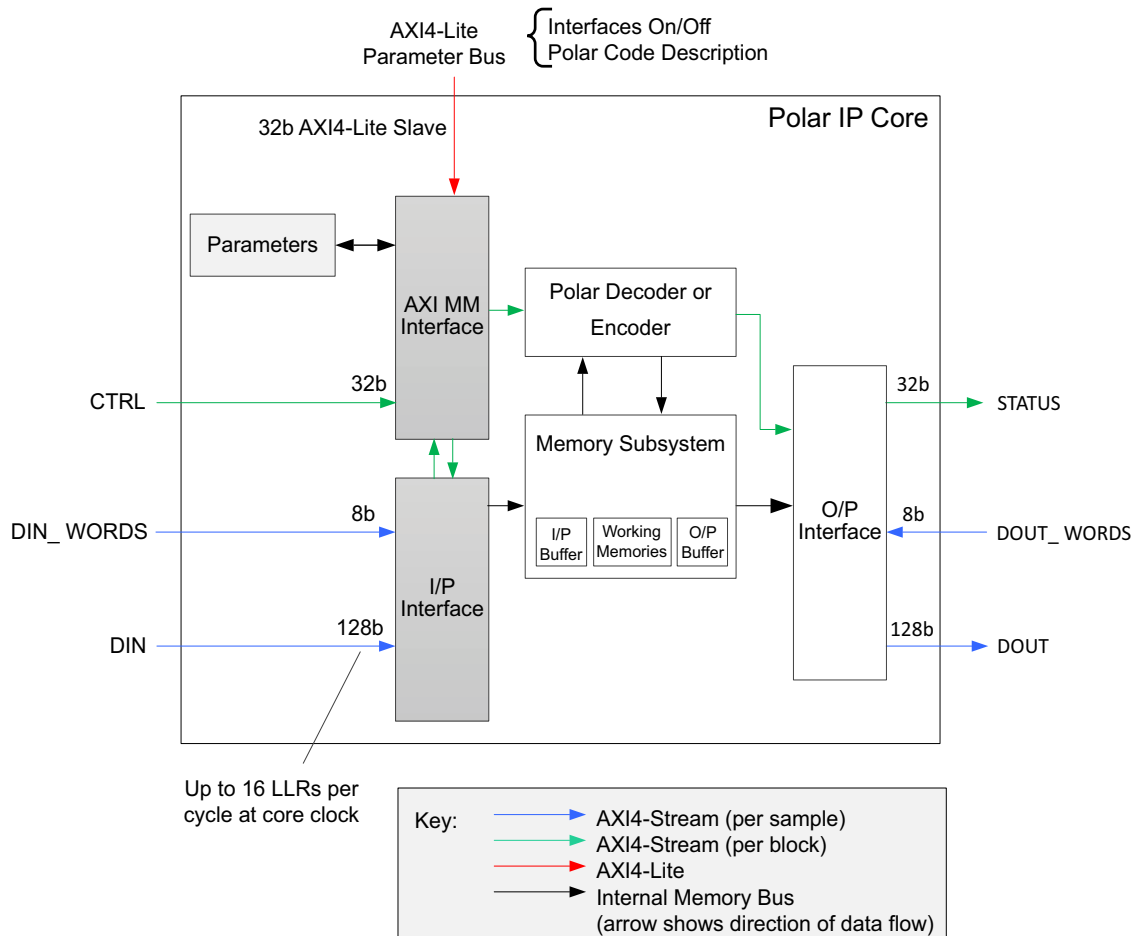 AXI4-Lite
Parameter Bus
Interfaces On/Off
Polar Code Description
Polar IP Core
32b AXI4-Lite Slave
Parameters
AXI MM
Interface
Polar Decoder or
Encoder
CTRL
32b
32b
STATUS
Memory Subsystem
I/P
Buffer
Working
Memories
O/P
Buffer
DIN_ WORDS
8b
O/P
Interface
8b
DOUT_ WORDS
I/P
Interface
DIN
128b
128b
DOUT
Up to 16 LLRs per
cycle at core clock
Key:
AXI4-Stream (per sample)
AXI4-Stream (per block)
AXI4-Lite
Internal Memory Bus
(arrow shows direction of data flow)